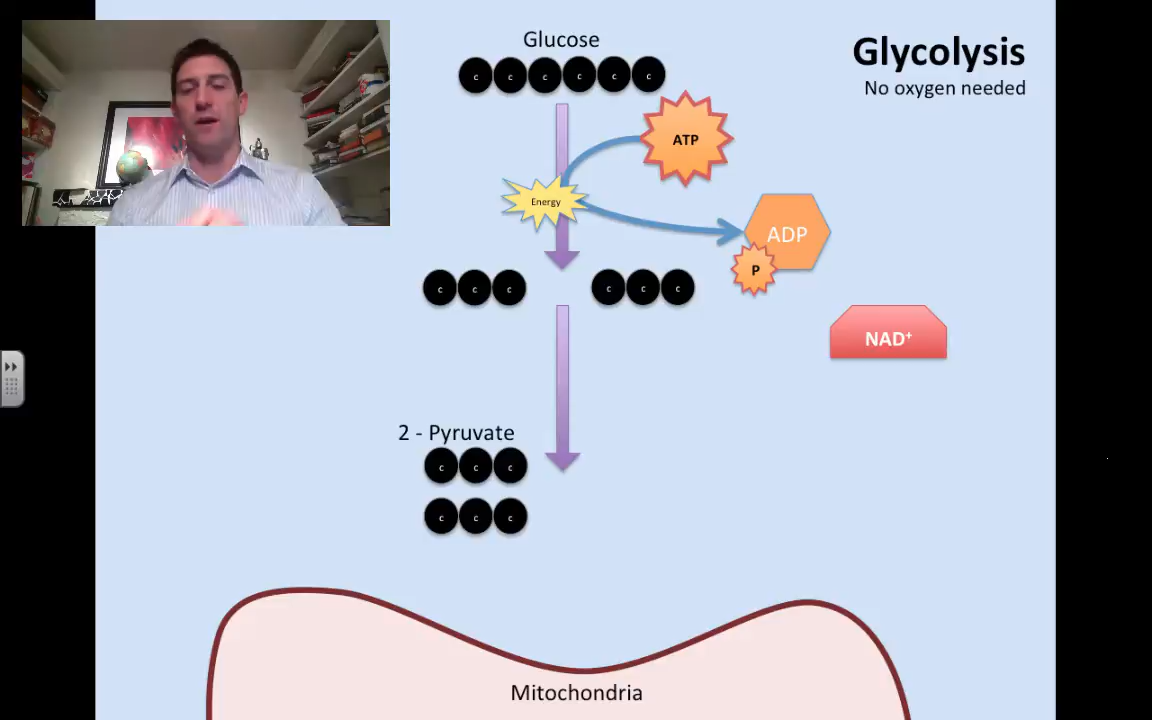 Glucose
Glycolysis
No oxygen needed
c c c c c c
ATP
Energy
ADP
P
c c c
c c c
NAD⁺
2 - Pyruvate
c c c
c c c
Mitochondria